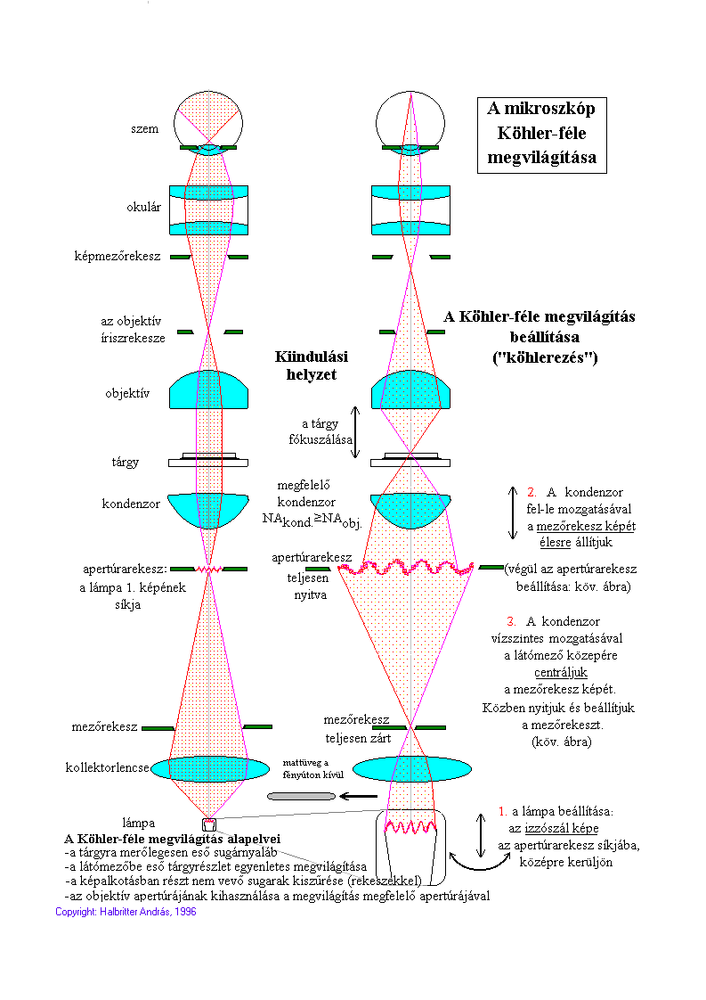 A mikroszkóp
Köhler-féle
megvilágítása
szem
okulár
képmezőrekesz
az objektív
íriszrekesze
A Köhler-féle megvilágítás
beállítása
("köhlerezés")
Kiindulási
helyzet
objektív
a tárgy
fókuszálása
tárgy
kondenzor
megfelelő
kondenzor
NAkond.≥NAobj.
2. A kondenzor
fel-le mozgatásával
a mezőrekesz képét
élesre állítjuk
apertúrarekesz:
a lámpa 1. képének
síkja
apertúrarekesz
teljesen
nyitva
(végül az apertúrarekesz
beállítása: köv. ábra)
3. A kondenzor
vízszintes mozgatásával
a látómező közepére
centráljuk
a mezőrekesz képét.
Közben nyitjuk és beállítjuk
a mezőrekeszt.
(köv. ábra)
mezőrekesz
mezőrekesz
teljesen zárt
kollektorlencse
mattüveg a
fényúton kívül
lámpa
1. a lámpa beállítása:
az izzószál képe
az apertúrarekesz síkjába,
középre kerüljön
A Köhler-féle megvilágítás alapelvei
-a tárgyra merőlegesen eső sugárnyaláb
-a látómezőbe eső tárgyrészlet egyenletes megvilágítása
-a képalkotásban részt nem vevő sugarak kiszűrése (rekeszekkel)
-az objektív apertúrájának kihasználása a megvilágítás megfelelő apertúrájával
Copyright: Halbritter András, 1996